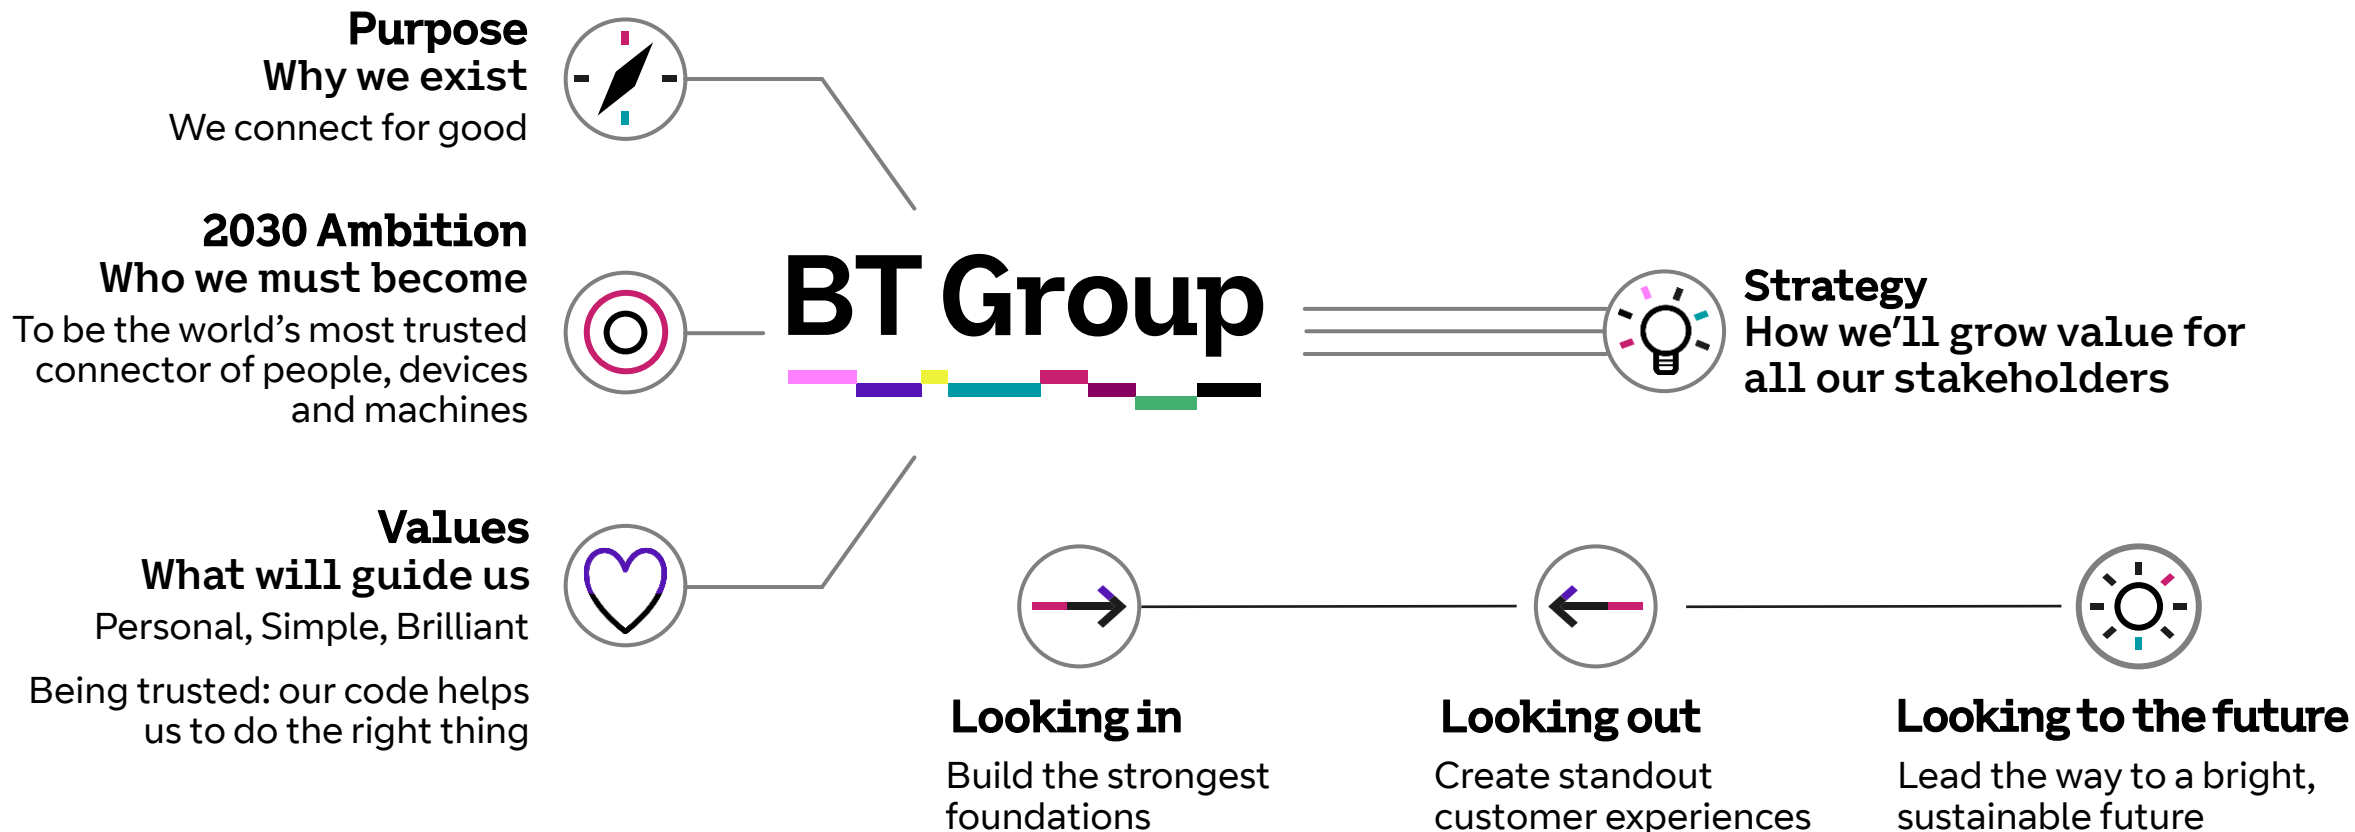 Purpose
Why we exist
We connect for good
2030 Ambition
Who we must become
To be the world’s most trusted
connector of people, devices
and machines
Values
What will guide us
Personal, Simple, Brilliant
Being trusted: our code helps
us to do the right thing
BT Group
Strategy
How we’ll grow value for
all our stakeholders
Looking in
Build the strongest
foundations
Looking out
Create standout
customer experiences
Looking to the future
Lead the way to a bright,
sustainable future